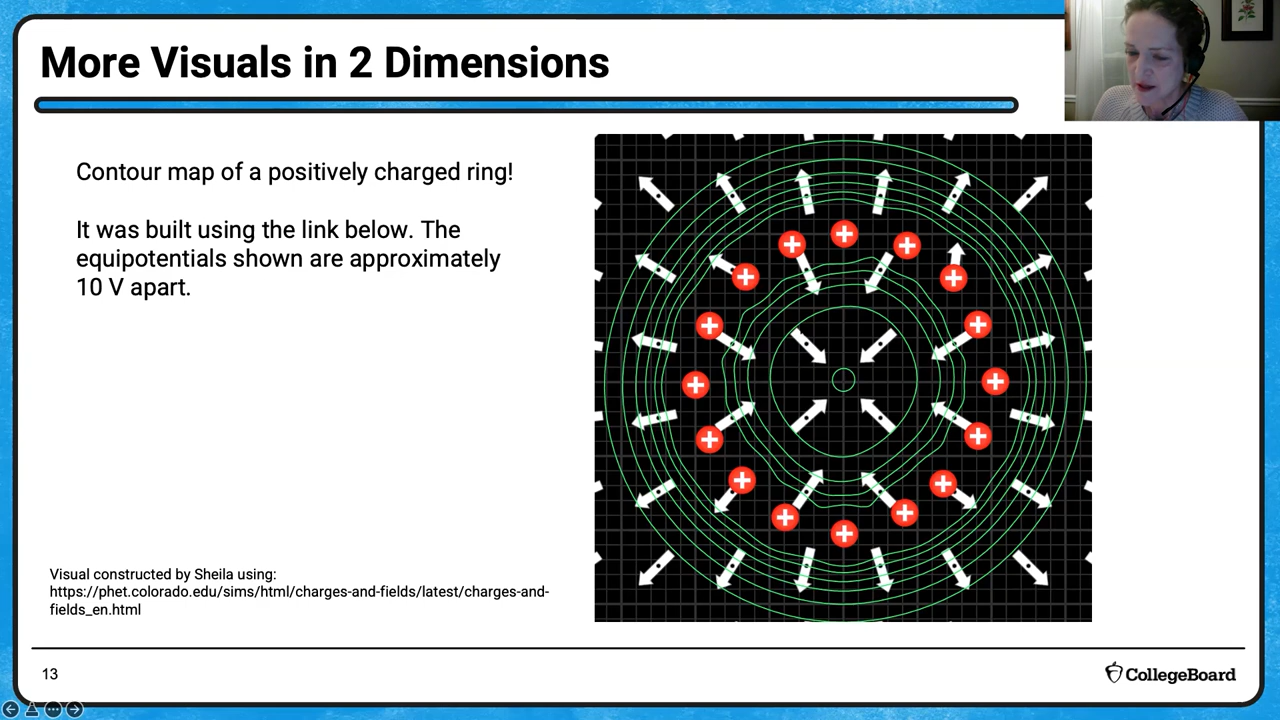 More Visuals in 2 Dimensions
Contour map of a positively charged ring!
It was built using the link below. The
equipotentials shown are approximately
10 V apart.
Visual constructed by Sheila using:
https://phet.colorado.edu/sims/html/charges-and-fields/latest/charges-and-
fields_en.html
13
CollegeBoard